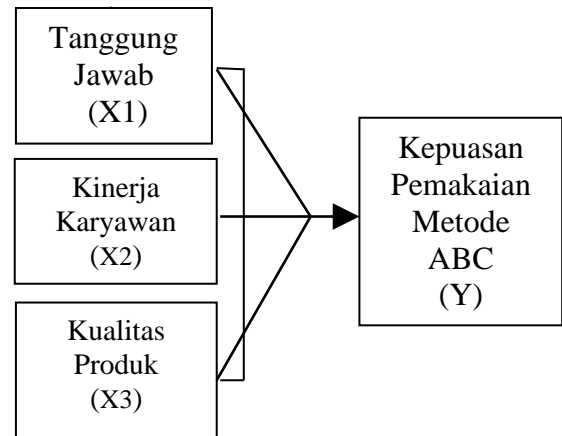 Tanggung
Jawab
(X1)
Kinerja
Karyawan
(X2)
Kualitas
Produk
(X3)
Kepuasan
Pemakaian
Metode
ABC
(Y)